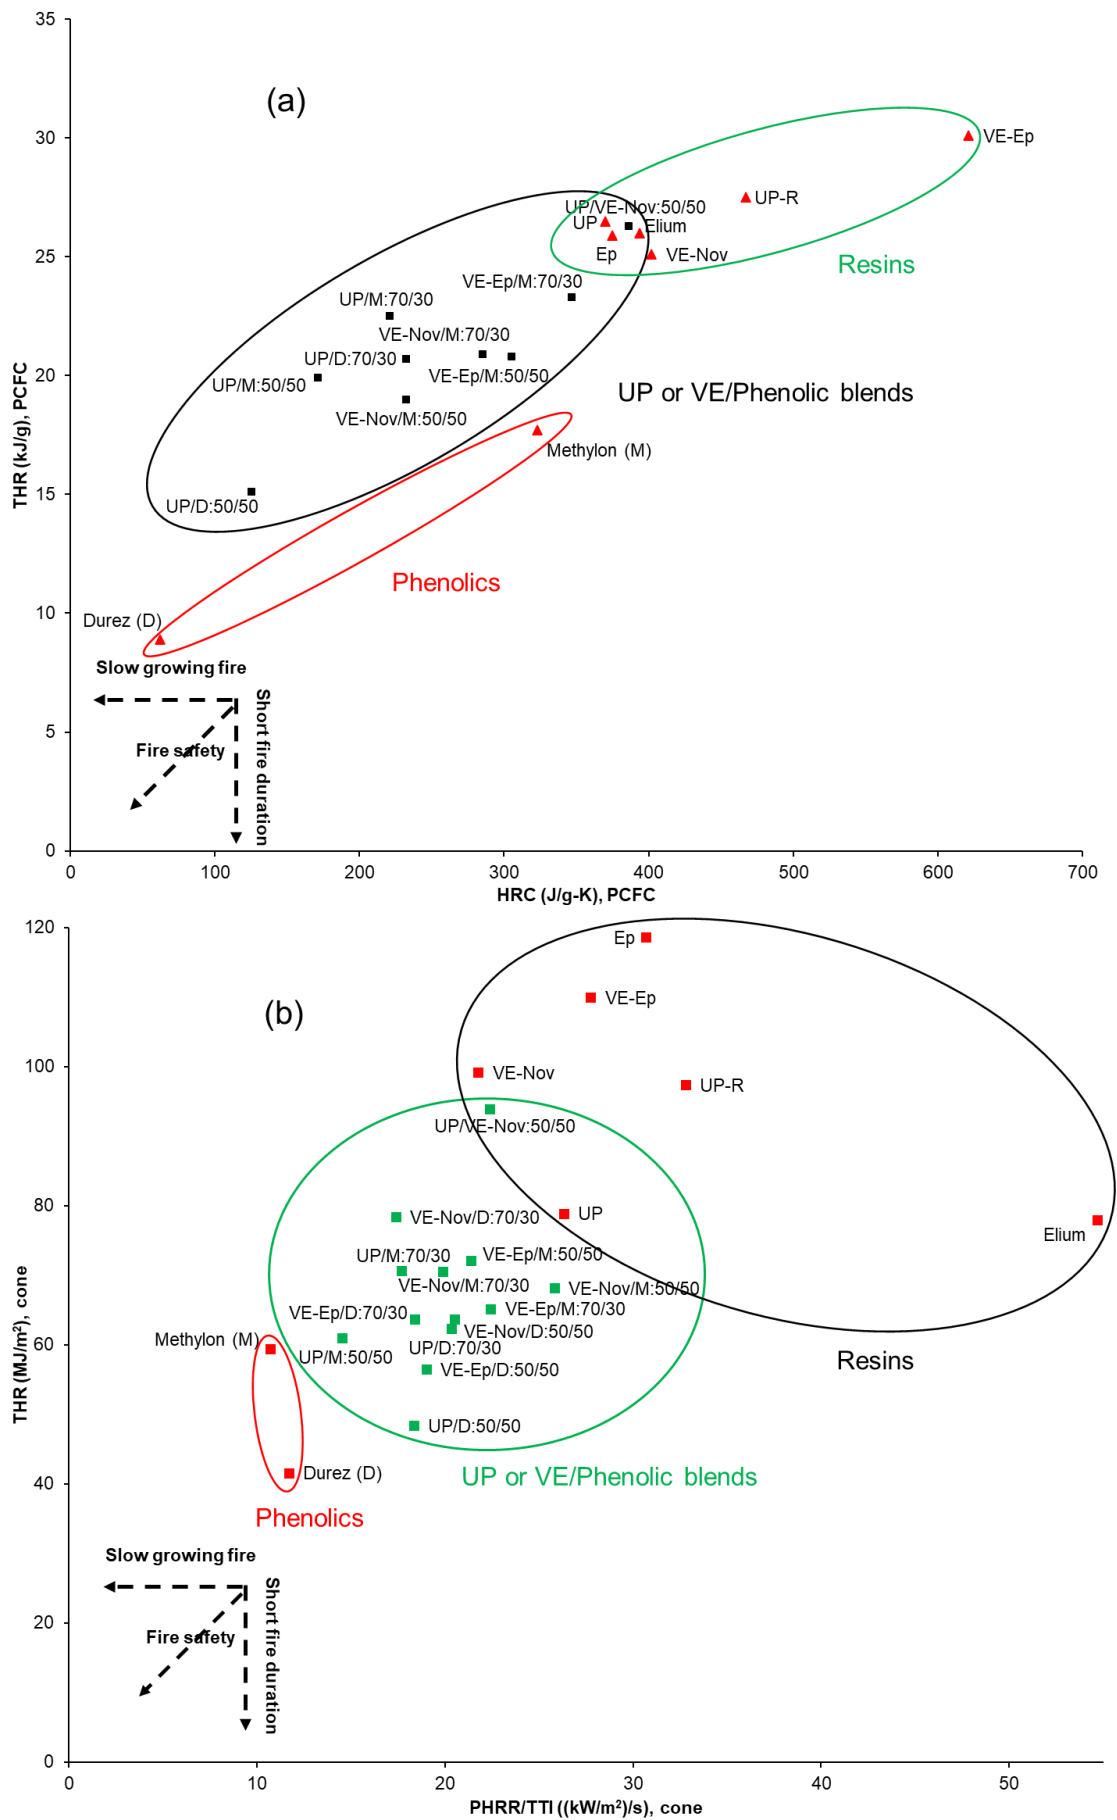 35
(a)
30
VE-Ep
UP-R
UP/VE-Nov:50/50
UP
Elium
25
Ep
VE-Nov
Resins
VE-Ep/M:70/30
UP/M:70/30
VE-Nov/M:70/30
UP/D:70/30
20
UP/M:50/50
VE-Ep/M:50/50
UP or VE/Phenolic blends
VE-Nov/M:50/50
THR (kJ/g), PCFC
Methylon (M)
15
UP/D:50/50
Phenolics
10
Durez (D)
Slow growing fire
Short fire duration
5
Fire safety
0
0 100 200 300 400 500 600 700
HRC (J/g-K), PCFC
120
Ep
VE-Ep
(b)
100
VE-Nov
UP-R
UP/VE-Nov:50/50
80
VE-Nov/D:70/30
UP
Elium
UP/M:70/30
VE-Ep/M:50/50
VE-Nov/M:70/30
VE-Nov/M:50/50
VE-Ep/D:70/30
VE-Ep/M:70/30
VE-Nov/D:50/50
60
Methylon (M)
UP/D:70/30
UP/M:50/50
Resins
VE-Ep/D:50/50
THR (MJ/m²), cone
UP/D:50/50
Durez (D)
UP or VE/Phenolic blends
40
Phenolics
Slow growing fire
Short fire duration
Fire safety
20
0
0 10 20 30 40 50
PHRR/TTI ((kW/m²)/s), cone